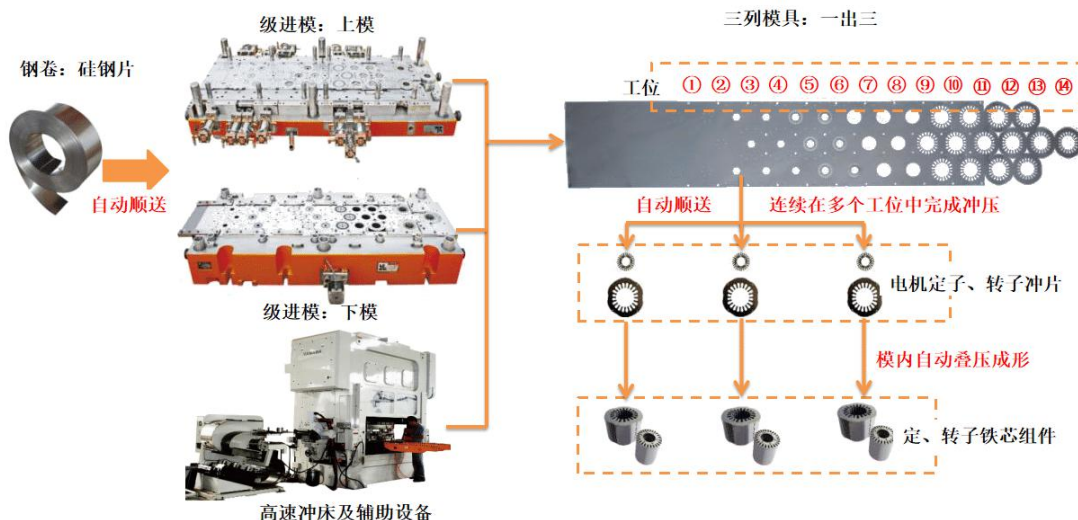 级进模：上模
三列模具：一出三
钢卷：硅钢片
工位 ① ② ③ ④ ⑤ ⑥ ⑦ ⑧ ⑨ ⑩ ⑪ ⑫ ⑬ ⑭
自动顺送
自动顺送
连续在多个工位中完成冲压
电机定子、转子冲片
级进模：下模
模内自动叠压成形
定、转子铁芯组件
高速冲床及辅助设备